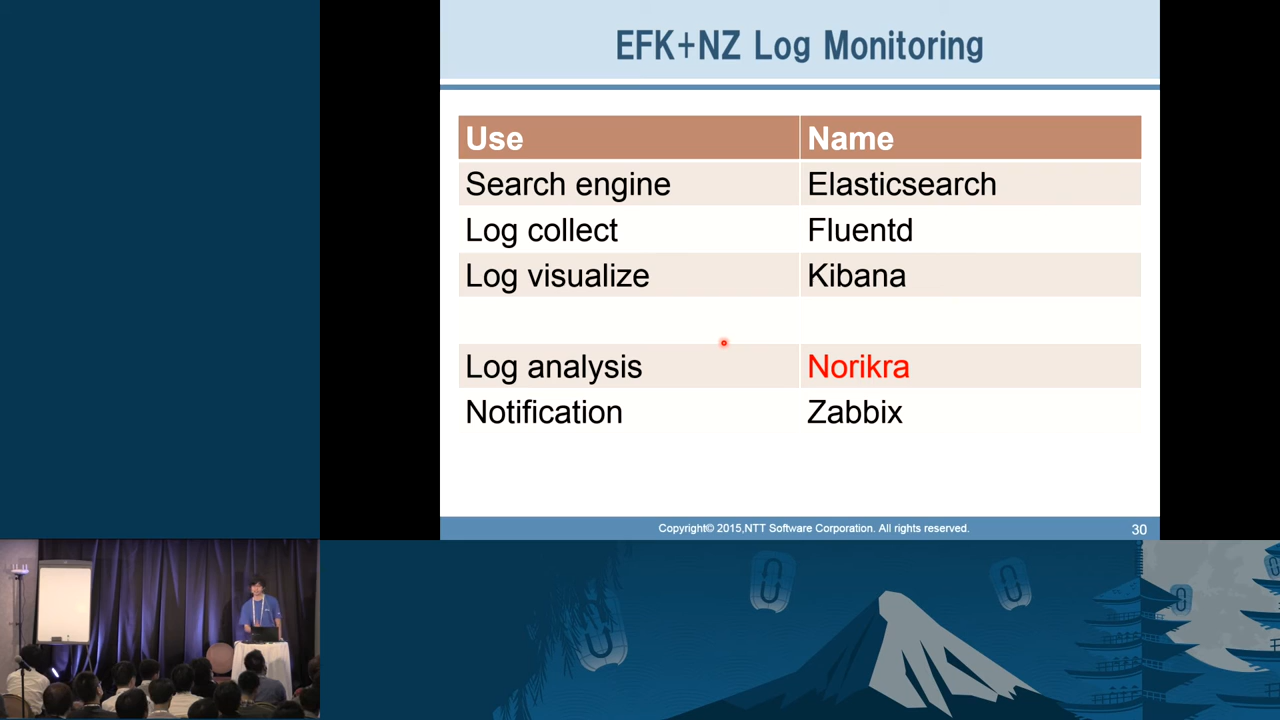 EFK+NZ Log Monitoring
Use Name
Search engine Elasticsearch
Log collect Fluentd
Log visualize Kibana
Log analysis Norikra
Notification Zabbix
Copyright© 2015,NTT Software Corporation. All rights reserved. 30